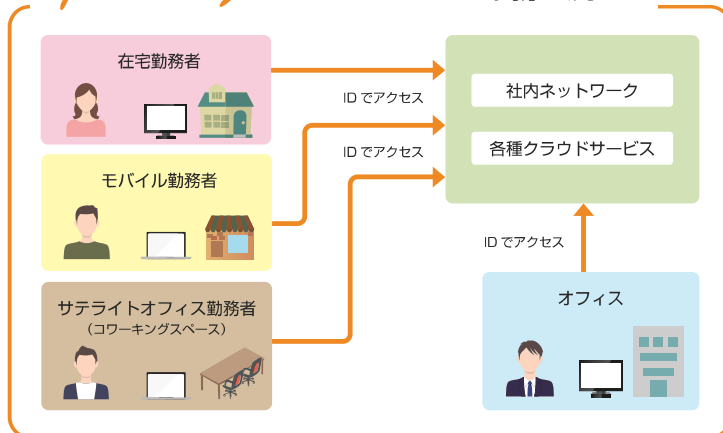 在宅勤務者
社内ネットワーク
IDでアクセス
各種クラウドサービス
IDでアクセス
モバイル勤務者
IDでアクセス
オフィス
サテライトオフィス勤務者
(コワーキングスペース)